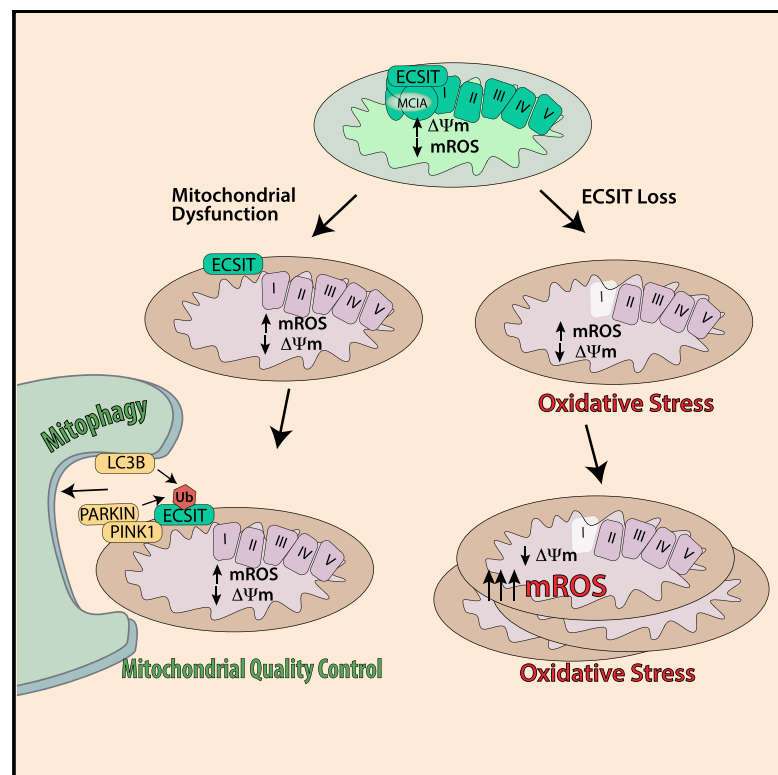 ECSIT
MCIA
I
II
III
IV
V
↑ ΔΨm
↓ mROS
Mitochondrial
Dysfunction
ECSIT Loss
ECSIT
I
II
III
IV
V
↑ mROS
↓ ΔΨm
I
II
III
IV
V
↑ mROS
↓ ΔΨm
Oxidative Stress
Mitophagy
LC3B
Ub
PARKIN
ECSIT
PINK1
I
II
III
IV
V
↑ mROS
↓ ΔΨm
Mitochondrial Quality Control
I
II
III
IV
V
↓ ΔΨm
↑↑↑ mROS
Oxidative Stress